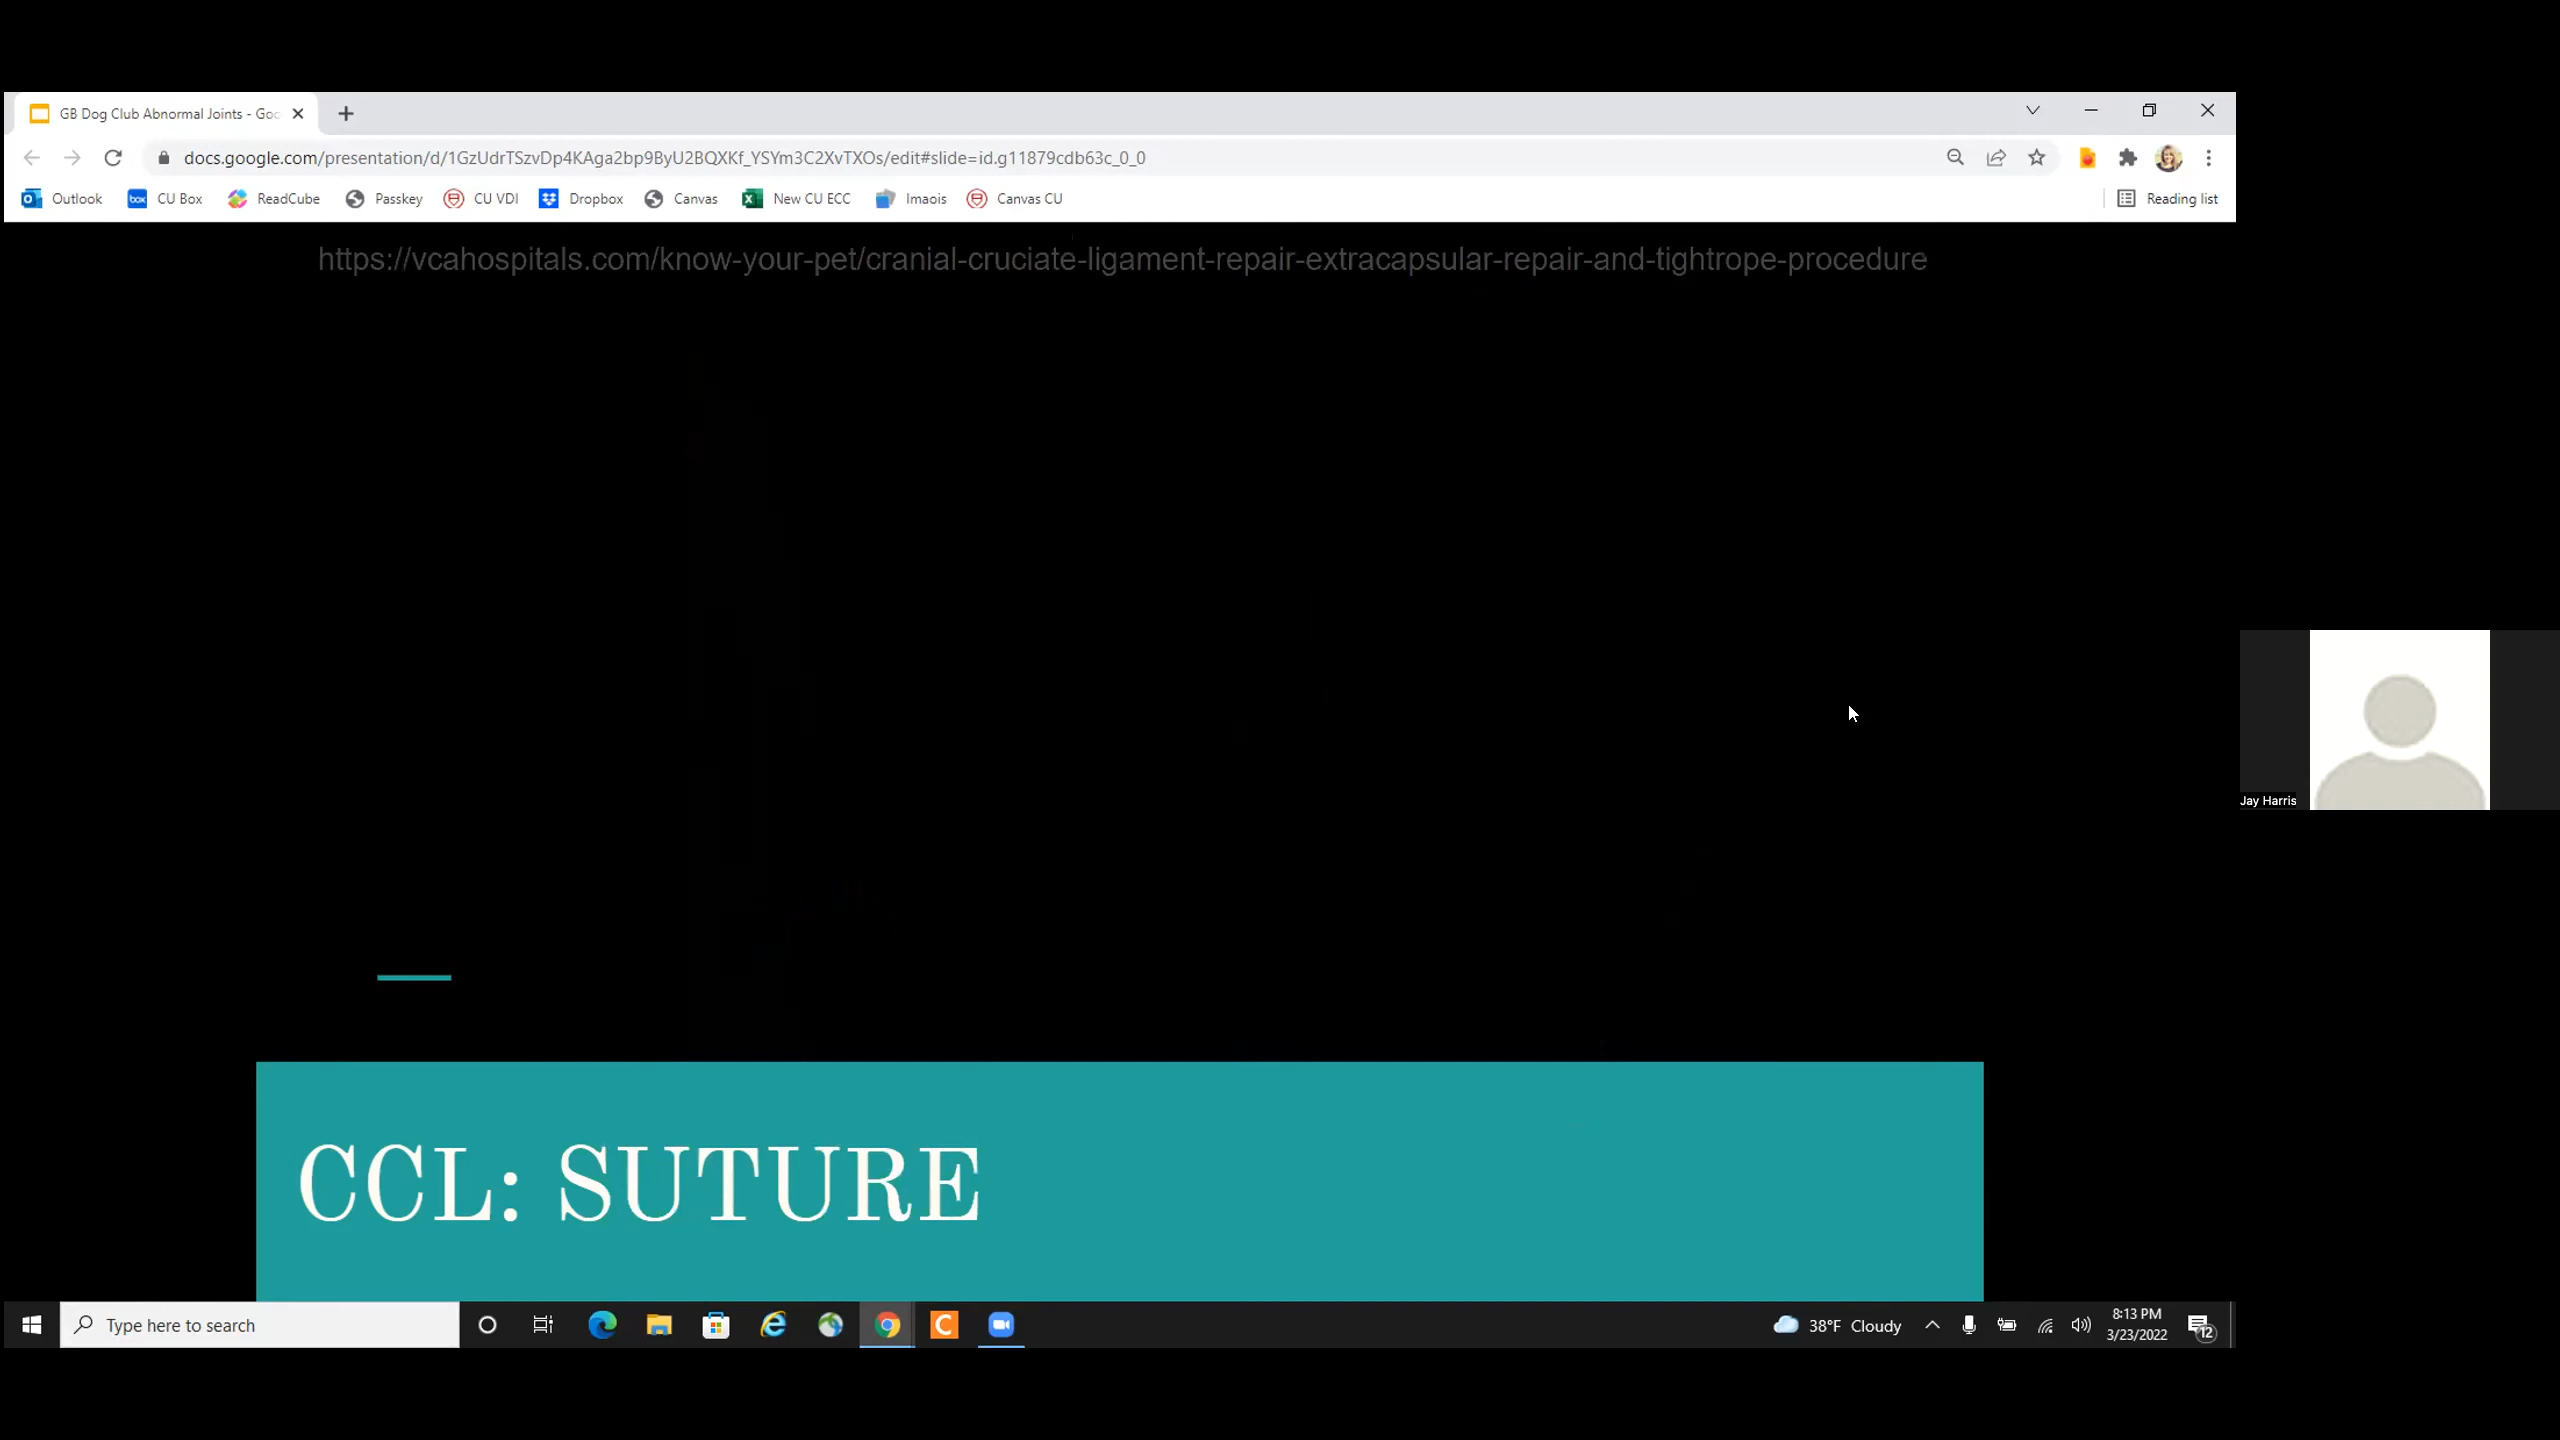 GB Dog Club Abnormal Joints - Goo
docs.google.com/presentation/d/1GzUdrTSzvDp4KAga2bp9ByU2BQXKf_YSYm3C2XvTXOs/edit#slide=id.g11879cdb63c_0_0
Outlook box CU Box ReadCube Passkey CU VDI Dropbox Canvas New CU ECC Imaois Canvas CU Reading list
https://vcahospitals.com/know-your-pet/cranial-cruciate-ligament-repair-extracapsular-repair-and-tightrope-procedure
Jay Harris
CCL: SUTURE
Type here to search
38°F Cloudy
8:13 PM
3/23/2022
12